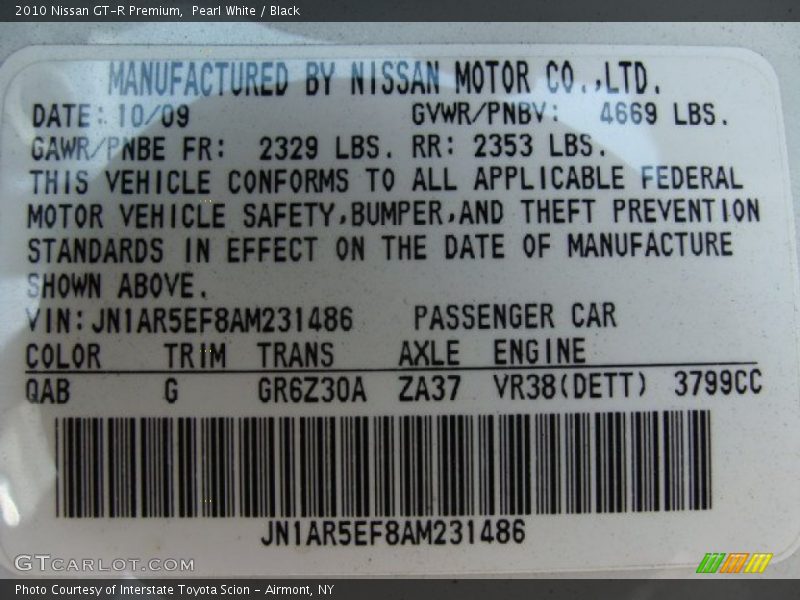 2010 Nissan GT-R Premium,  Pearl White / Black
MANUFACTURED BY NISSAN MOTOR CO.,LTD.
DATE: 10/09 GVWR/PNBV: 4669 LBS.
GAWR/PNBE FR: 2329 LBS. RR: 2353 LBS.
THIS VEHICLE CONFORMS TO ALL APPLICABLE FEDERAL
MOTOR VEHICLE SAFETY,BUMPER,AND THEFT PREVENTION
STANDARDS IN EFFECT ON THE DATE OF MANUFACTURE
SHOWN ABOVE.
VIN:JN1AR5EF8AM231486 PASSENGER CAR
COLOR TRIM TRANS AXLE ENGINE
QAB G GR6Z30A ZA37 VR38(DETT) 3799CC
JN1AR5EF8AM231486
GTCARLOT.COM
Photo Courtesy of Interstate Toyota Scion - Airmont, NY